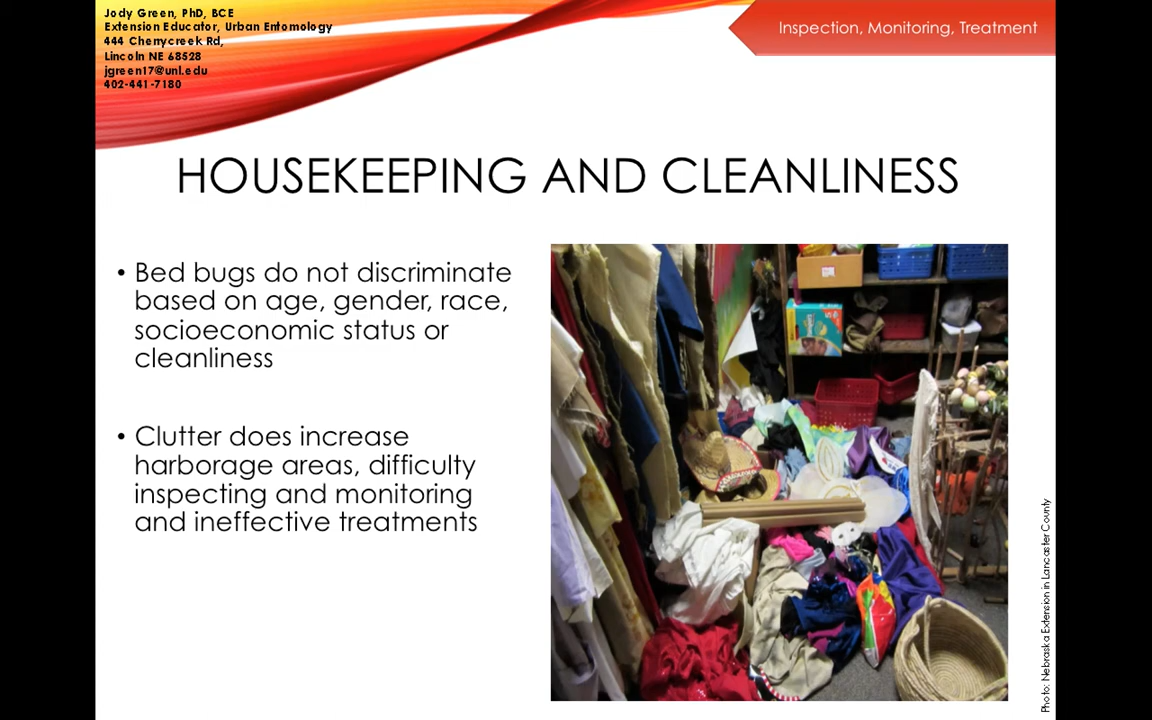 Jody Green, PhD, BCE
Extension Educator, Urban Entomology
444 Cherrycreek Rd,
Lincoln NE 68528
jgreen17@unl.edu
402-441-7180
Inspection, Monitoring, Treatment
HOUSEKEEPING AND CLEANLINESS
• Bed bugs do not discriminate
based on age, gender, race,
socioeconomic status or
cleanliness
• Clutter does increase
harborage areas, difficulty
inspecting and monitoring
and ineffective treatments
Photo: Nebraska Extension in Lancaster County